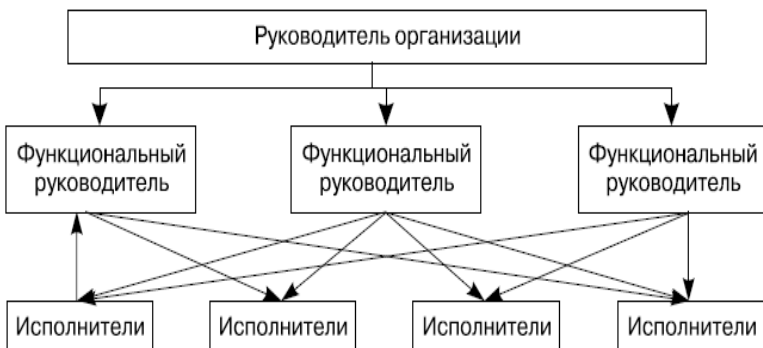 Руководитель организации
Функциональный
руководитель
Функциональный
руководитель
Функциональный
руководитель
Исполнители
Исполнители
Исполнители
Исполнители